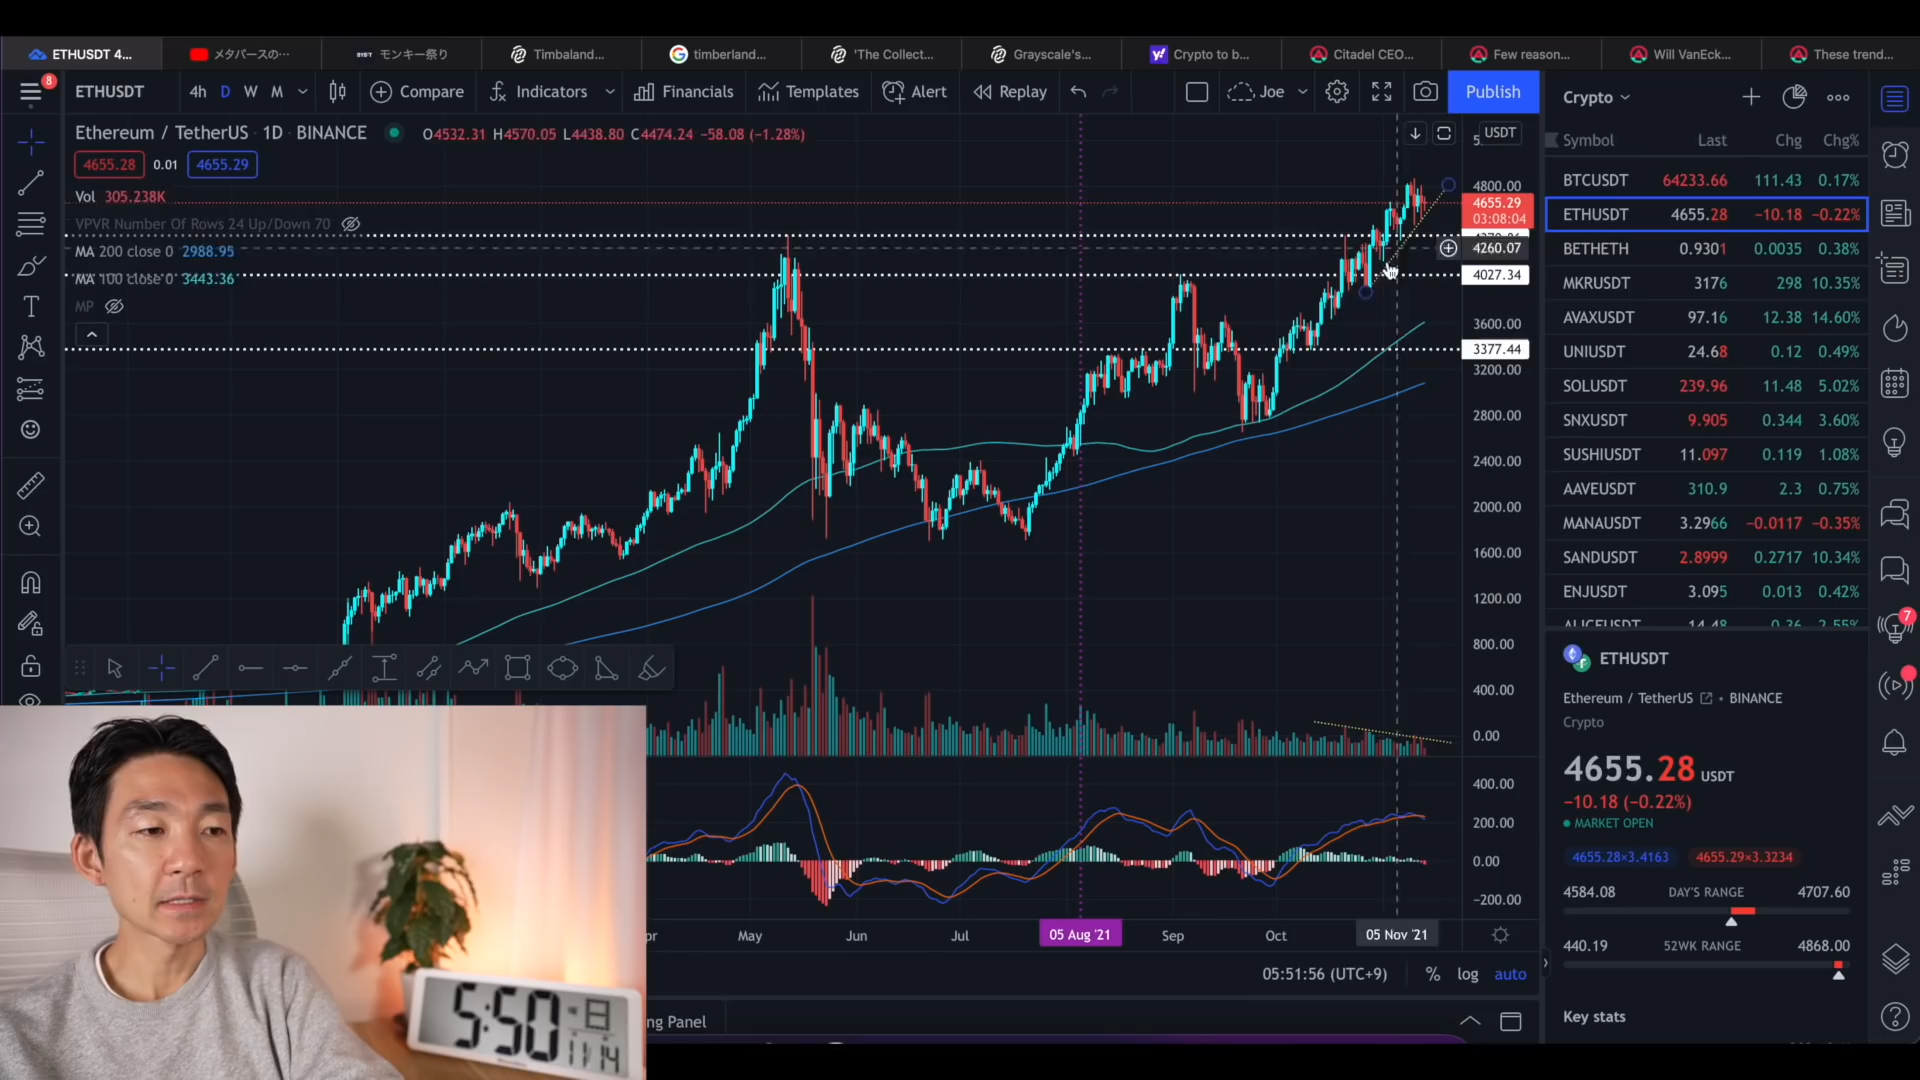 ETHUSDT 4...
メタバースの…
BYBIT モンキー祭り
Timbaland...
timberland...
'The Collect...
Grayscale's...
Crypto to b...
Citadel CEO...
Few reason...
Will VanEck...
These trend...
8
ETHUSDT
4h D W M
Compare
Indicators
Financials
Templates
Alert
Replay
Joe
Publish
Ethereum / TetherUS · 1D · BINANCE
O4532.31 H4570.05 L4438.80 C4474.24 −58.08 (−1.28%)
4655.28 0.01 4655.29
Vol 305.238K
VPVR Number Of Rows 24 Up/Down 70
MA 200 close 0 2988.95
MA 100 close 0 3443.36
MP
USDT
4800.00
4655.29
03:08:04
4260.07
4027.34
3600.00
3377.44
3200.00
2800.00
2400.00
2000.00
1600.00
1200.00
800.00
400.00
0.00
400.00
200.00
0.00
−200.00
May Jun Jul 05 Aug '21 Sep Oct 05 Nov '21
05:51:56 (UTC+9) % log auto
ng Panel
Crypto
Symbol Last Chg Chg%
BTCUSDT 64233.66 111.43 0.17%
ETHUSDT 4655.28 −10.18 −0.22%
BETHETH 0.9301 0.0035 0.38%
MKRUSDT 3176 298 10.35%
AVAXUSDT 97.16 12.38 14.60%
UNIUSDT 24.68 0.12 0.49%
SOLUSDT 239.96 11.48 5.02%
SNXUSDT 9.905 0.344 3.60%
SUSHIUSDT 11.097 0.119 1.08%
AAVEUSDT 310.9 2.3 0.75%
MANAUSDT 3.2966 −0.0117 −0.35%
SANDUSDT 2.8999 0.2717 10.34%
ENJUSDT 3.095 0.013 0.42%
ALICEUSDT 14.48 0.36 2.55%
ETHUSDT
Ethereum / TetherUS • BINANCE
Crypto
4655.28 USDT
−10.18 (−0.22%)
MARKET OPEN
4655.28×3.4163 4655.29×3.3234
4584.08 DAY'S RANGE 4707.60
440.19 52WK RANGE 4868.00
Key stats
7
5:50 日
11/14